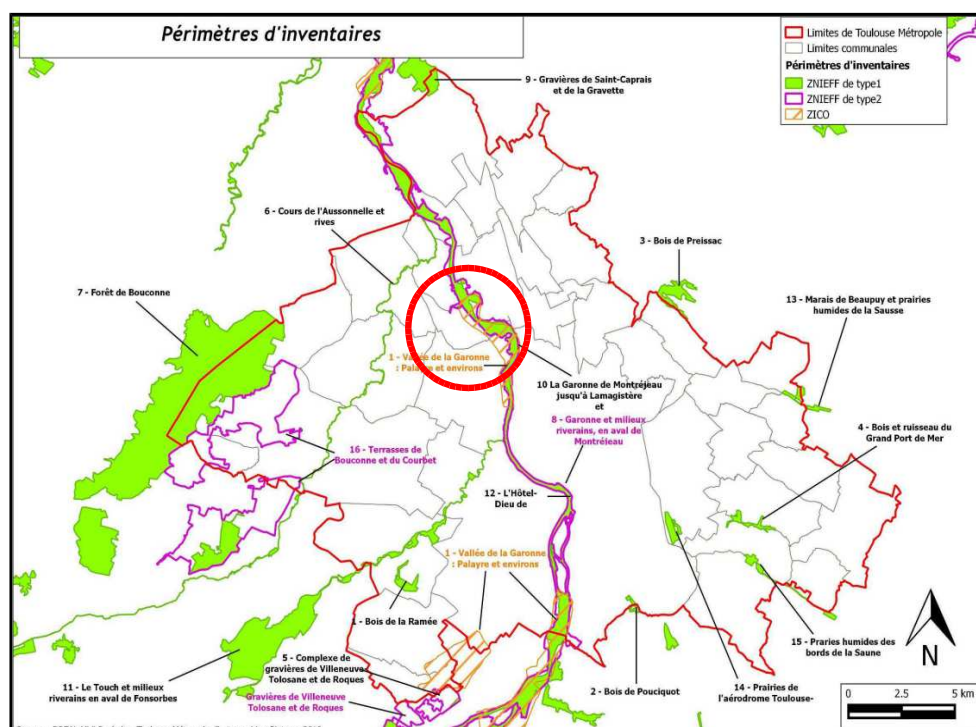 Périmètres d'inventaires
Limites de Toulouse Métropole
Limites communales
Périmètres d'inventaires
ZNIEFF de type1
ZNIEFF de type2
ZICO
9 - Gravières de Saint-Caprais
et de la Gravette
6 - Cours de l'Aussonnelle et
rives
3 - Bois de Preissac
7 - Forêt de Bouconne
13 - Marais de Beaupuy et prairies
humides de la Sausse
1 - Vallée de la Garonne
: Palayre et environs
10 La Garonne de Montréjeau
jusqu'à Lamagistère
et
8 - Garonne et milieux
riverains, en aval de
Montréjeau
4 - Bois et ruisseau du
Grand Port de Mer
16 - Terrasses de
Bouconne et du Courbet
12 - L'Hôtel-
Dieu de
1 - Vallée de la Garonne
: Palayre et environs
1 - Bois de la Ramée
5 - Complexe de
gravières de Villeneuve
Tolosane et de Roques
Gravières de Villeneuve
Tolosane et de Roques
11 - Le Touch et milieux
riverains en aval de Fonsorbes
2 - Bois de Pouciquot
14 - Prairies de
l'aérodrome Toulouse-
15 - Praries humides des
bords de la Saune
N
0 2.5 5 km